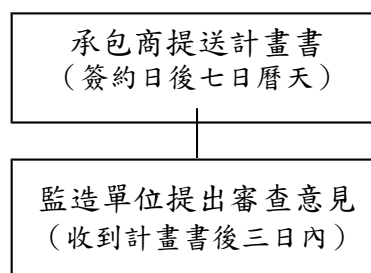 承包商提送計畫書
（簽約日後七日曆天）
監造單位提出審查意見
（收到計畫書後三日內）